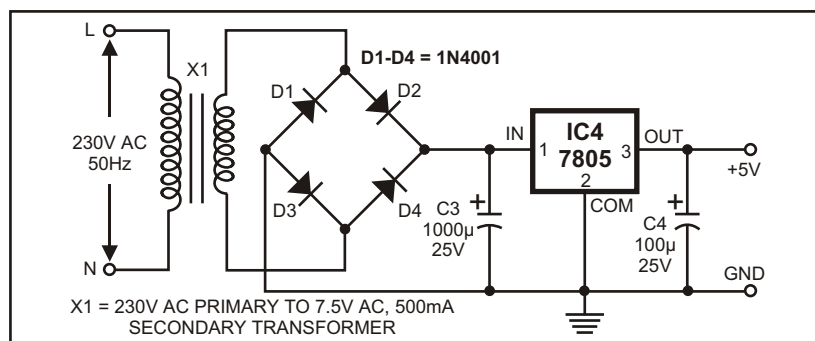 L
X1
D1-D4 = 1N4001
D1
D2
230V AC
50Hz
D3
D4
IN
1
IC4
7805
3
OUT
2
COM
+5V
+
C3
1000µ
25V
+
C4
100µ
25V
N
GND
X1 = 230V AC PRIMARY TO 7.5V AC, 500mA
SECONDARY TRANSFORMER